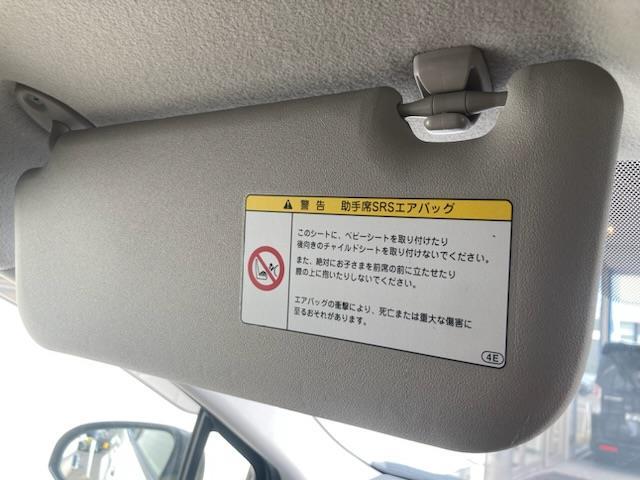 警告 助手席SRSエアバッグ
このシートに、ベビーシートを取り付けたり
後向きのチャイルドシートを取り付けないでください。
また、絶対にお子さまを前席の前に立たせたり
膝の上に抱いたりしないでください。
エアバッグの衝撃により、死亡または重大な傷害に
至るおそれがあります。
4E